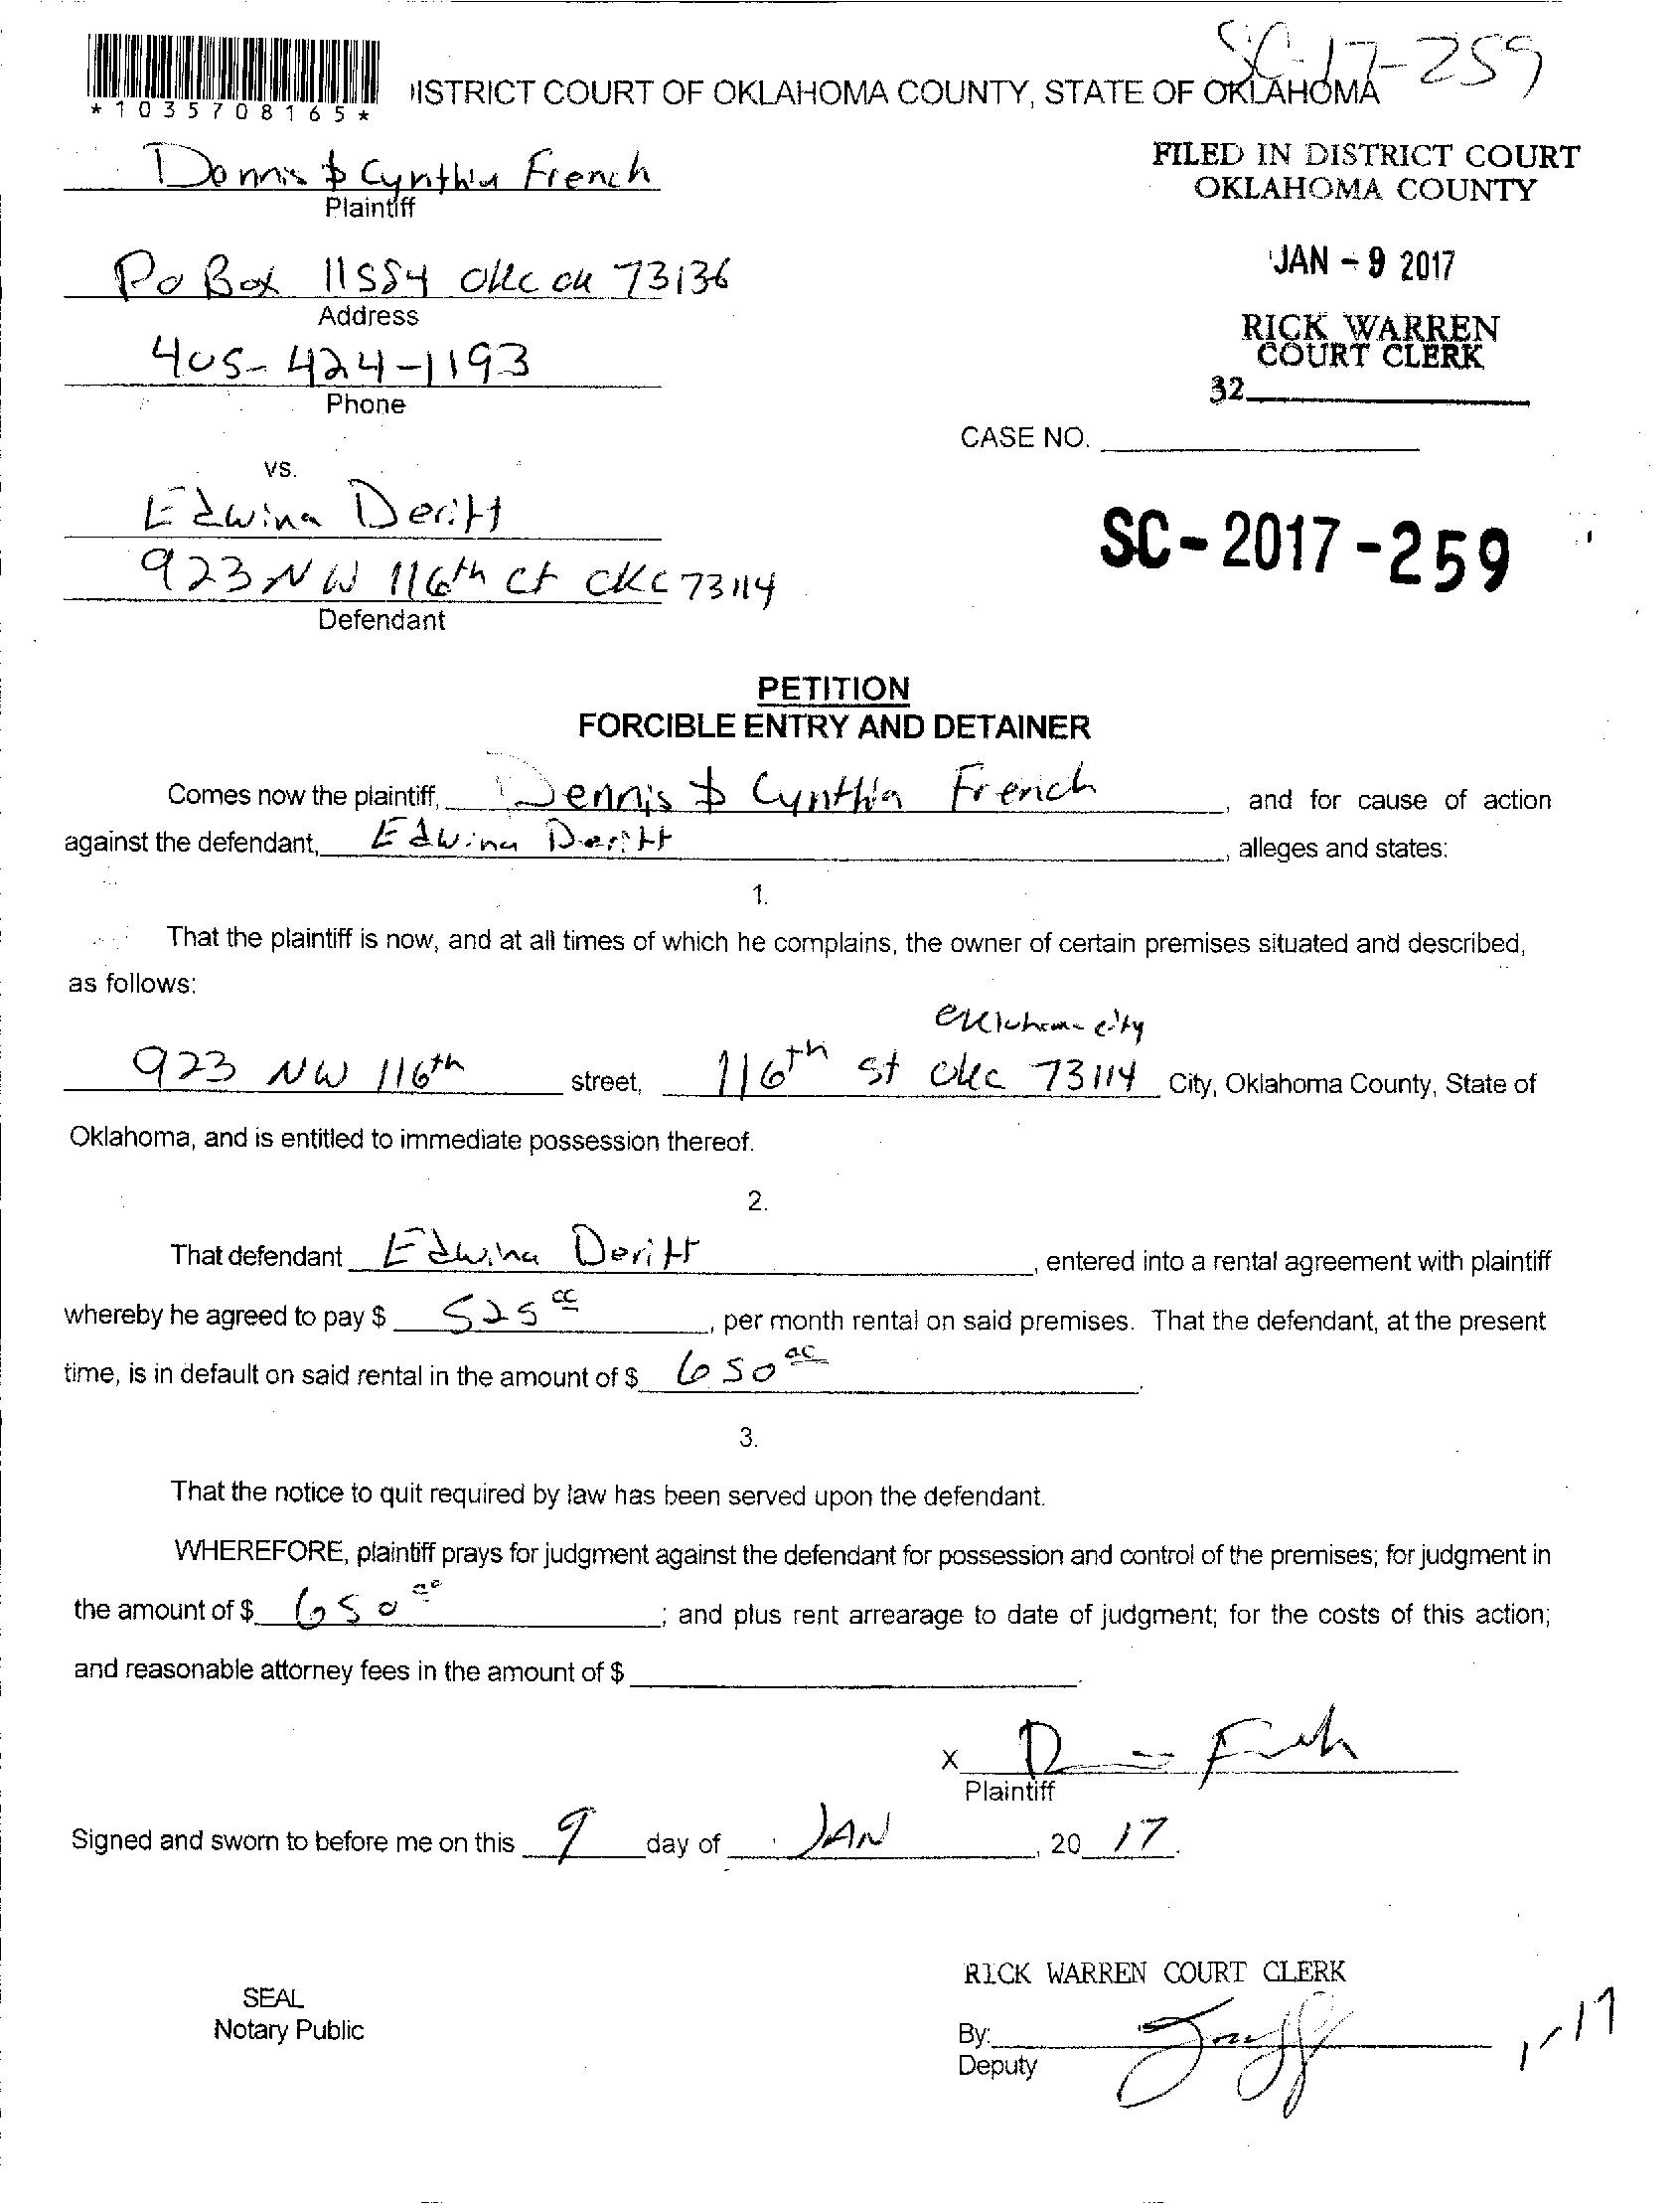 SC-17-259
*1035708165*
ISTRICT COURT OF OKLAHOMA COUNTY, STATE OF OKLAHOMA
Dennis & Cynthia French
Plaintiff
FILED IN DISTRICT COURT
OKLAHOMA COUNTY
JAN - 9 2017
RICK WARREN
COURT CLERK
32
Po Box 11554 OKC OK 73136
Address
405-424-1193
Phone
CASE NO.
vs.
Edwina Deritt
923 NW 116th ct OKC 73114
Defendant
SC-2017-259
PETITION
FORCIBLE ENTRY AND DETAINER
Comes now the plaintiff, Dennis & Cynthia French, and for cause of action
against the defendant, Edwina Deritt, alleges and states:
1.
That the plaintiff is now, and at all times of which he complains, the owner of certain premises situated and described,
as follows:
Oklahoma city
923 NW 116th street, 116th st OKC 73114 City, Oklahoma County, State of
Oklahoma, and is entitled to immediate possession thereof.
2.
That defendant Edwina Deritt, entered into a rental agreement with plaintiff
whereby he agreed to pay $ 525 00, per month rental on said premises. That the defendant, at the present
time, is in default on said rental in the amount of $ 650 00.
3.
That the notice to quit required by law has been served upon the defendant.
WHEREFORE, plaintiff prays for judgment against the defendant for possession and control of the premises; for judgment in
the amount of $ 650 00; and plus rent arrearage to date of judgment; for the costs of this action;
and reasonable attorney fees in the amount of $ .
x D French
Plaintiff
Signed and sworn to before me on this 9 day of JAN, 20 17.
RICK WARREN COURT CLERK
SEAL
Notary Public
By:
Deputy